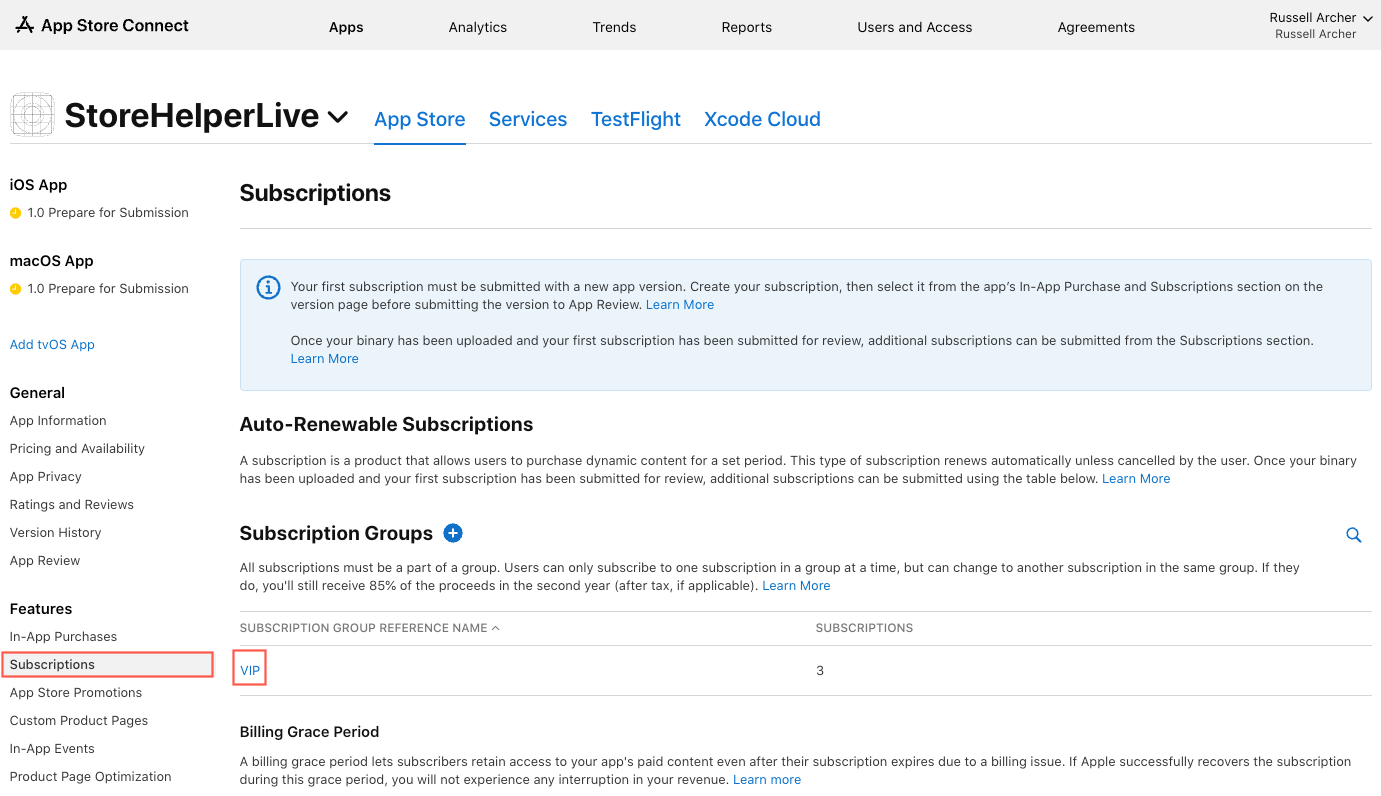 App Store Connect
Apps
Analytics
Trends
Reports
Users and Access
Agreements
Russell Archer
Russell Archer
StoreHelperLive
App Store
Services
TestFlight
Xcode Cloud
iOS App
1.0 Prepare for Submission
macOS App
1.0 Prepare for Submission
Add tvOS App
General
App Information
Pricing and Availability
App Privacy
Ratings and Reviews
Version History
App Review
Features
In-App Purchases
Subscriptions
App Store Promotions
Custom Product Pages
In-App Events
Product Page Optimization
Subscriptions
Your first subscription must be submitted with a new app version. Create your subscription, then select it from the app's In-App Purchase and Subscriptions section on the
version page before submitting the version to App Review. Learn More
Once your binary has been uploaded and your first subscription has been submitted for review, additional subscriptions can be submitted from the Subscriptions section.
Learn More
Auto-Renewable Subscriptions
A subscription is a product that allows users to purchase dynamic content for a set period. This type of subscription renews automatically unless cancelled by the user. Once your binary
has been uploaded and your first subscription has been submitted for review, additional subscriptions can be submitted using the table below. Learn More
Subscription Groups
All subscriptions must be a part of a group. Users can only subscribe to one subscription in a group at a time, but can change to another subscription in the same group. If they
do, you'll still receive 85% of the proceeds in the second year (after tax, if applicable). Learn More
SUBSCRIPTION GROUP REFERENCE NAME
SUBSCRIPTIONS
VIP
3
Billing Grace Period
A billing grace period lets subscribers retain access to your app's paid content even after their subscription expires due to a billing issue. If Apple successfully recovers the subscription
during this grace period, you will not experience any interruption in your revenue. Learn more